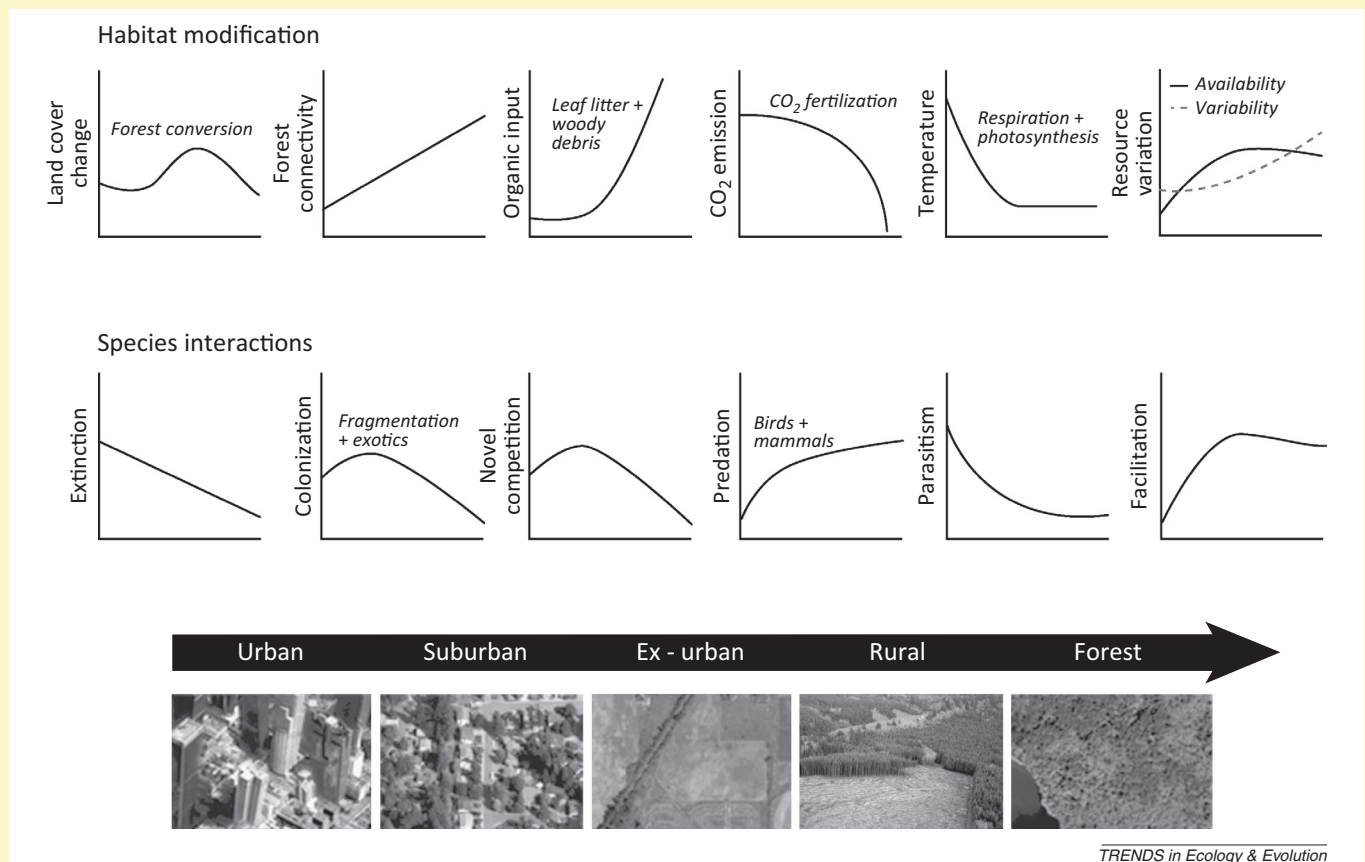 Habitat modification
Land cover
change
Forest conversion
Forest
connectivity
Organic input
Leaf litter +
woody
debris
CO2 emission
CO2 fertilization
Temperature
Respiration +
photosynthesis
Resource
variation
Availability
Variability
Species interactions
Extinction
Colonization
Fragmentation
+ exotics
Novel
competition
Predation
Birds +
mammals
Parasitism
Facilitation
Urban
Suburban
Ex - urban
Rural
Forest
TRENDS in Ecology & Evolution